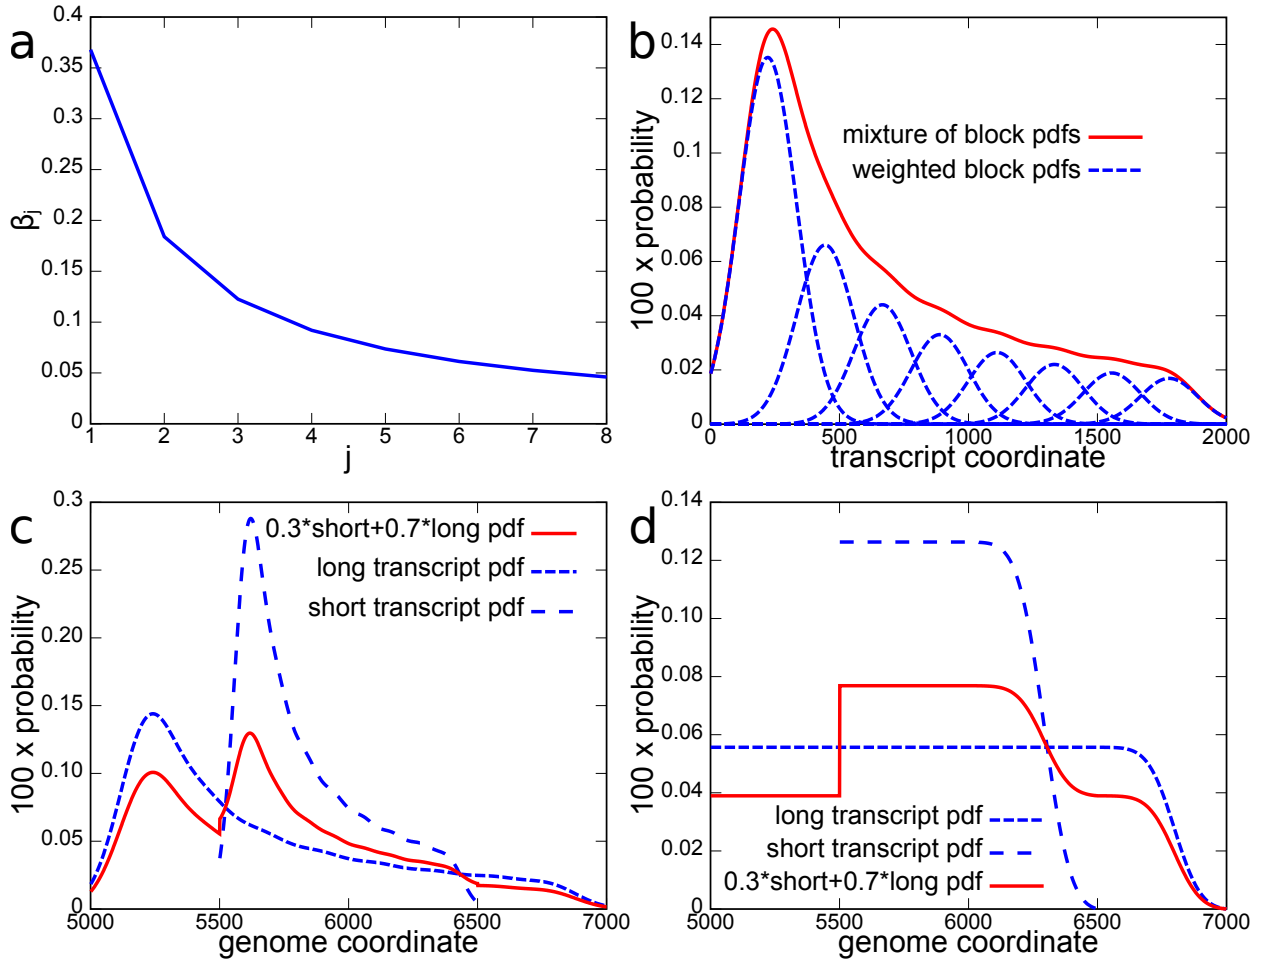 a
0.4
0.35
0.3
0.25
0.2
0.15
0.1
0.05
0
βj
1 2 3 4 5 6 7 8
j
b
0.14
0.12
0.1
0.08
0.06
0.04
0.02
0
100 x probability
mixture of block pdfs
weighted block pdfs
0 500 1000 1500 2000
transcript coordinate
c
0.3
0.25
0.20
0.15
0.10
0.05
0
100 x probability
0.3*short+0.7*long pdf
long transcript pdf
short transcript pdf
5000 5500 6000 6500 7000
genome coordinate
d
0.14
0.12
0.10
0.08
0.06
0.04
0.02
0
100 x probability
long transcript pdf
short transcript pdf
0.3*short+0.7*long pdf
5000 5500 6000 6500 7000
genome coordinate